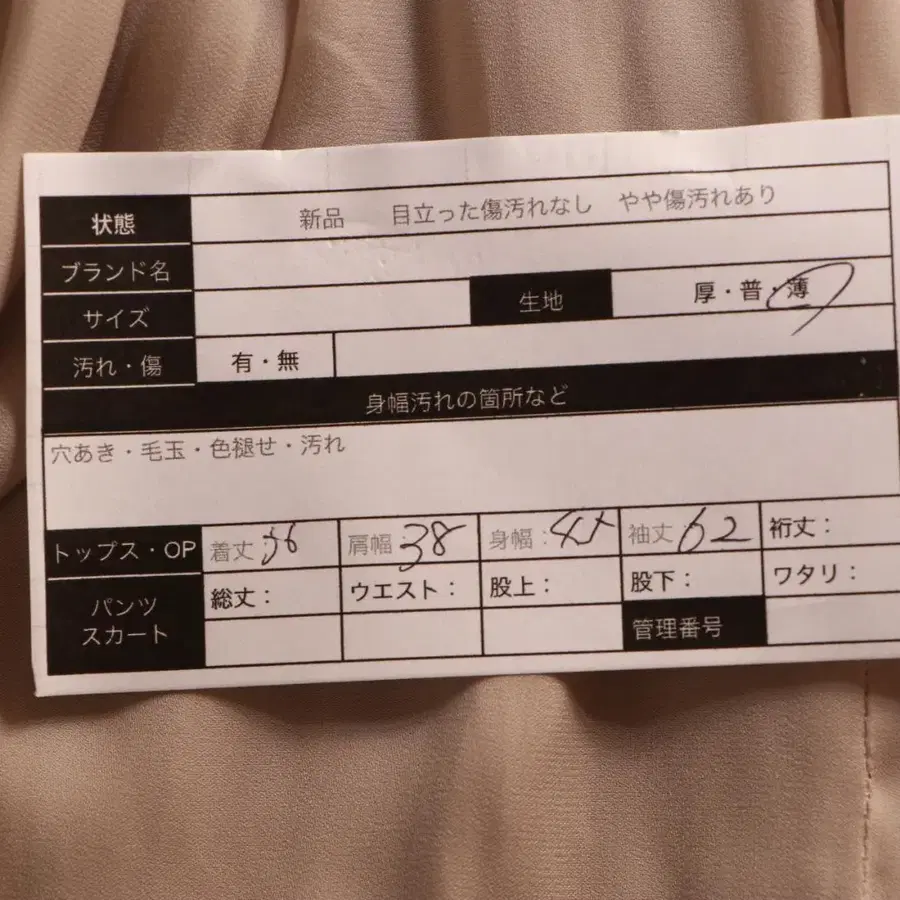 状態 新品 目立った傷汚れなし やや傷汚れあり
ブランド名
サイズ 生地 厚・普・薄
汚れ・傷 有・無
身幅汚れの箇所など
穴あき・毛玉・色褪せ・汚れ
トップス・OP 着丈: 肩幅:38 身幅: 袖丈:62 裄丈:
パンツ 総丈: ウエスト: 股上: 股下: ワタリ:
スカート 管理番号